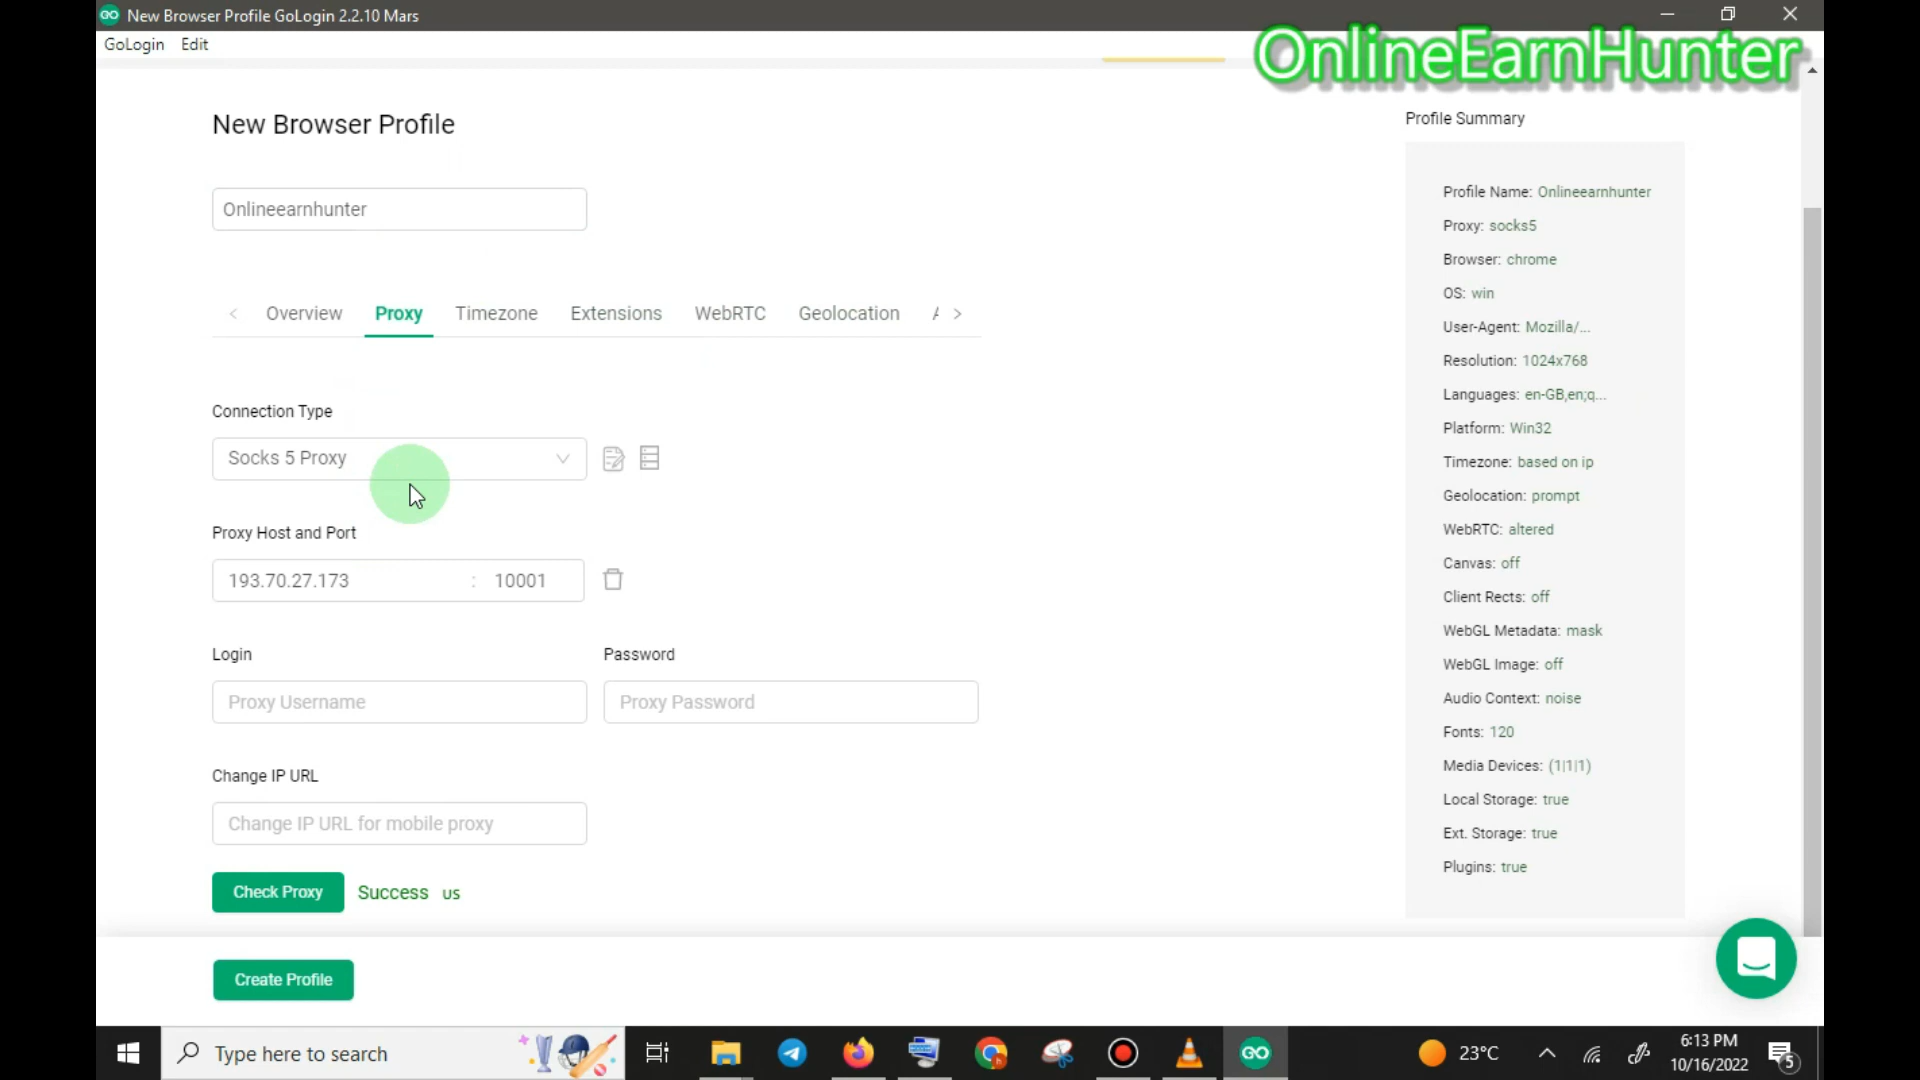 New Browser Profile GoLogin 2.2.10 Mars
GoLogin Edit
OnlineEarnHunter
New Browser Profile
Onlineearnhunter
Overview Proxy Timezone Extensions WebRTC Geolocation
Connection Type
Socks 5 Proxy
Proxy Host and Port
193.70.27.173 : 10001
Login Password
Proxy Username Proxy Password
Change IP URL
Change IP URL for mobile proxy
Check Proxy Success US
Create Profile
Profile Summary
Profile Name: Onlineearnhunter
Proxy: socks5
Browser: chrome
OS: win
User-Agent: Mozilla/...
Resolution: 1024x768
Languages: en-GB,en;q...
Platform: Win32
Timezone: based on ip
Geolocation: prompt
WebRTC: altered
Canvas: off
Client Rects: off
WebGL Metadata: mask
WebGL Image: off
Audio Context: noise
Fonts: 120
Media Devices: (1|1|1)
Local Storage: true
Ext. Storage: true
Plugins: true
Type here to search
GO
23°C
6:13 PM
10/16/2022
5